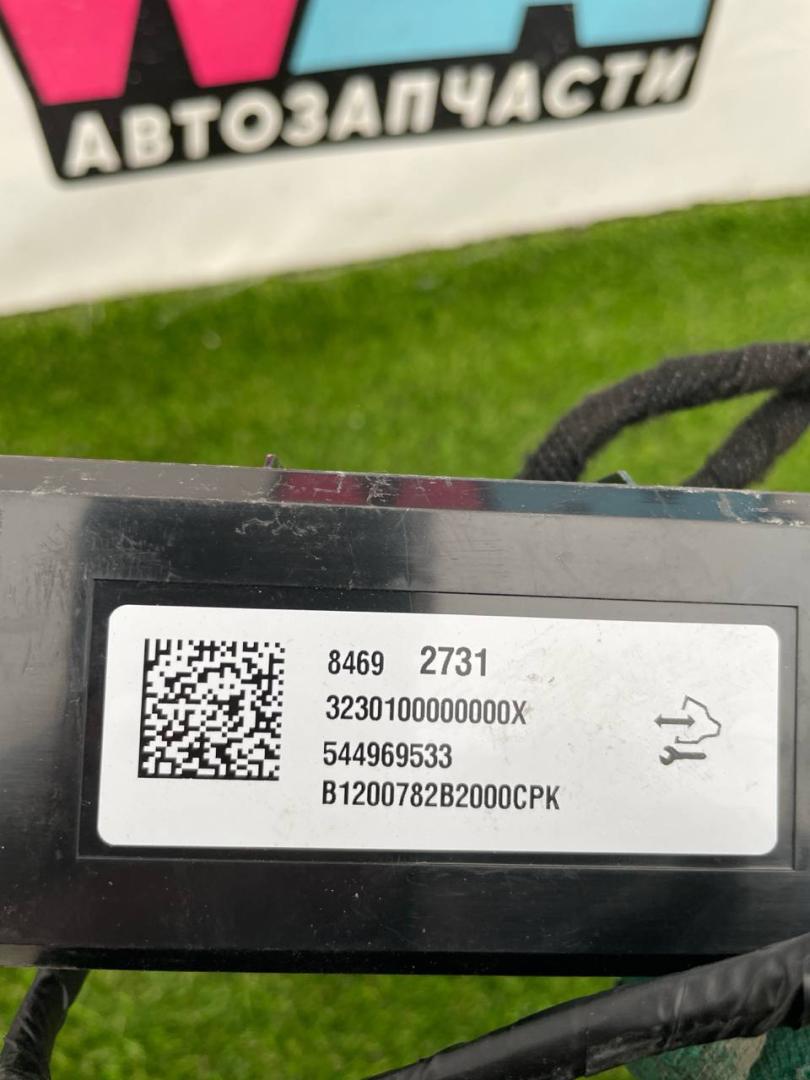 АВТОЗАПЧАСТИ
8469 2731
3230100000000X
544969533
B1200782B2000CPK